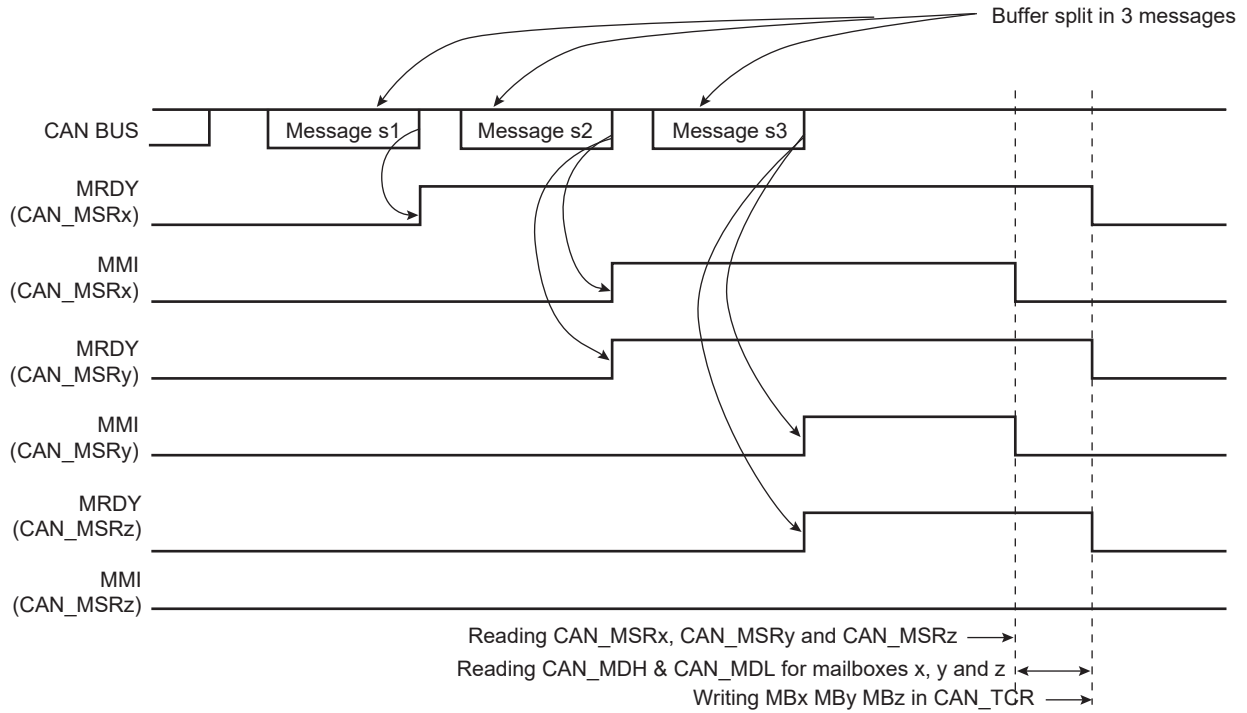 Buffer split in 3 messages
CAN BUS
Message s1
Message s2
Message s3
MRDY
(CAN_MSRx)
MMI
(CAN_MSRx)
MRDY
(CAN_MSRy)
MMI
(CAN_MSRy)
MRDY
(CAN_MSRz)
MMI
(CAN_MSRz)
Reading CAN_MSRx, CAN_MSRy and CAN_MSRz
Reading CAN_MDH & CAN_MDL for mailboxes x, y and z
Writing MBx MBy MBz in CAN_TCR